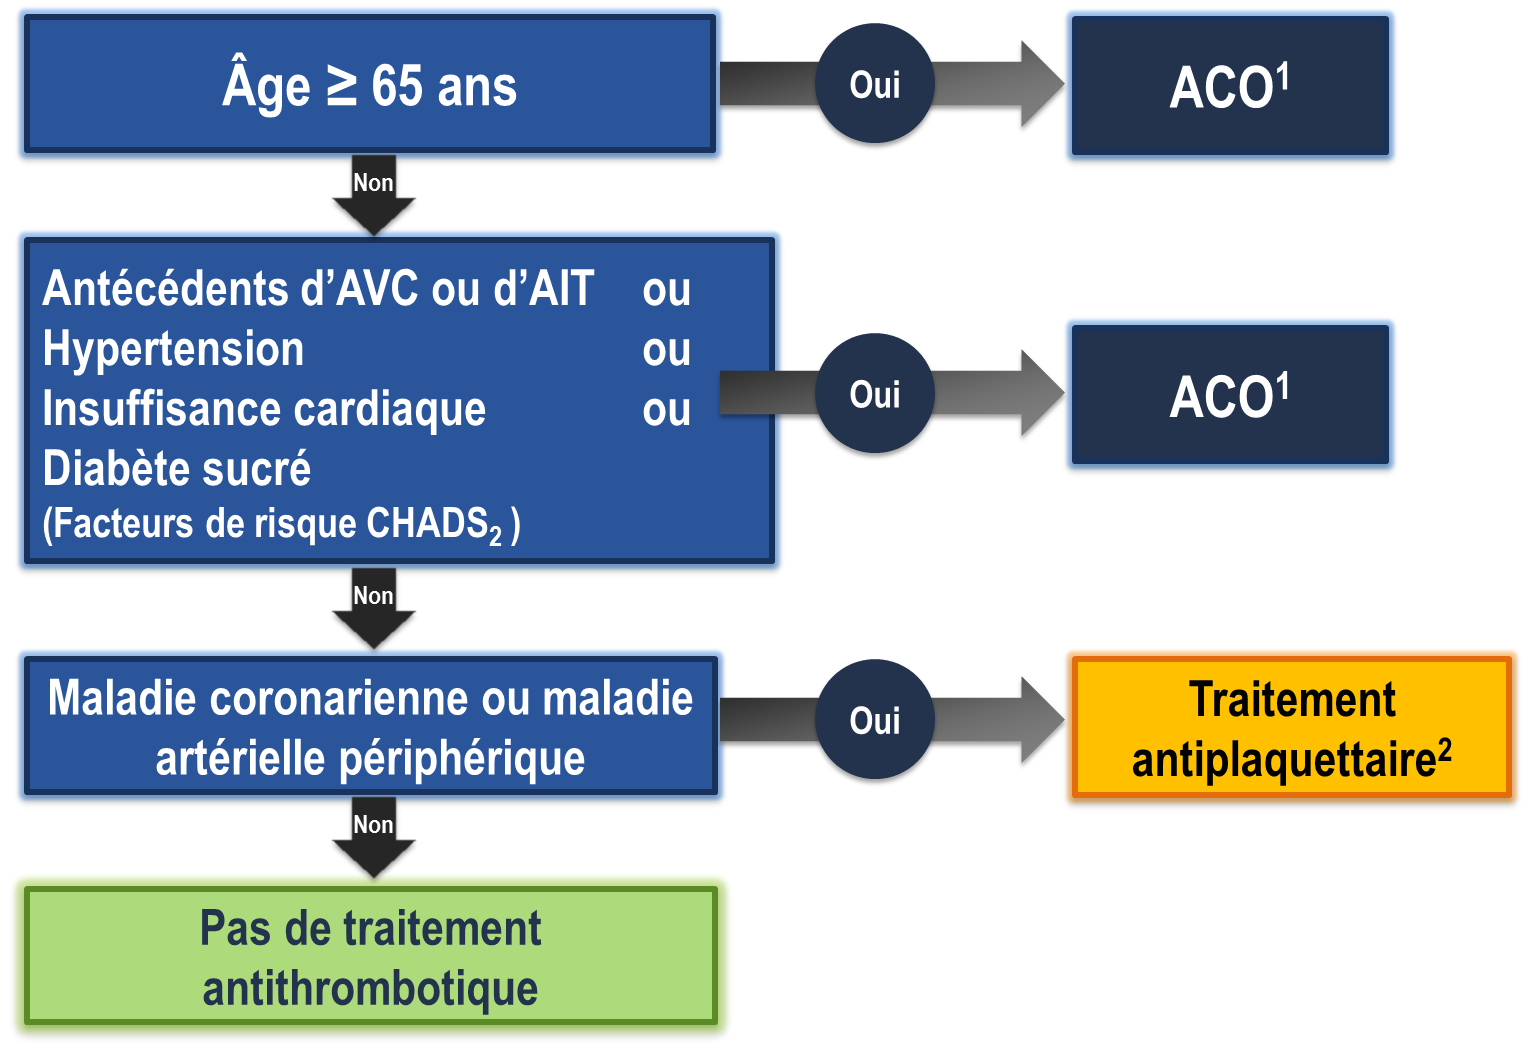 Âge ≥ 65 ans
Oui
ACO¹
Non
Antécédents d’AVC ou d’AIT ou
Hypertension ou
Insuffisance cardiaque ou
Diabète sucré
(Facteurs de risque CHADS₂ )
Oui
ACO¹
Non
Maladie coronarienne ou maladie
artérielle périphérique
Oui
Traitement
antiplaquettaire²
Non
Pas de traitement
antithrombotique